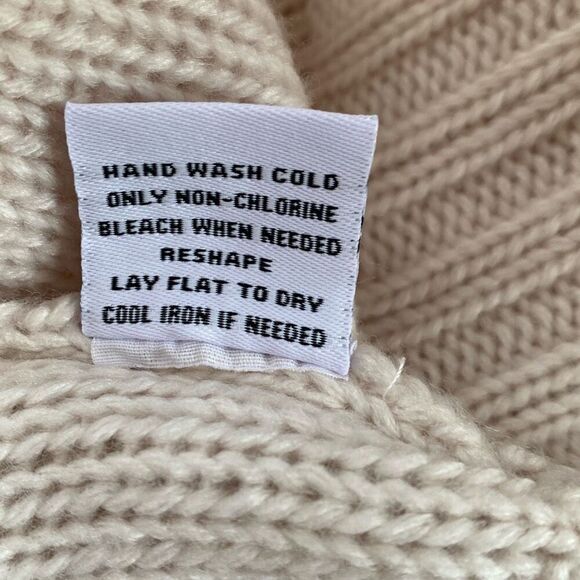 HAND WASH COLD
ONLY NON-CHLORINE
BLEACH WHEN NEEDED
RESHAPE
LAY FLAT TO DRY
COOL IRON IF NEEDED